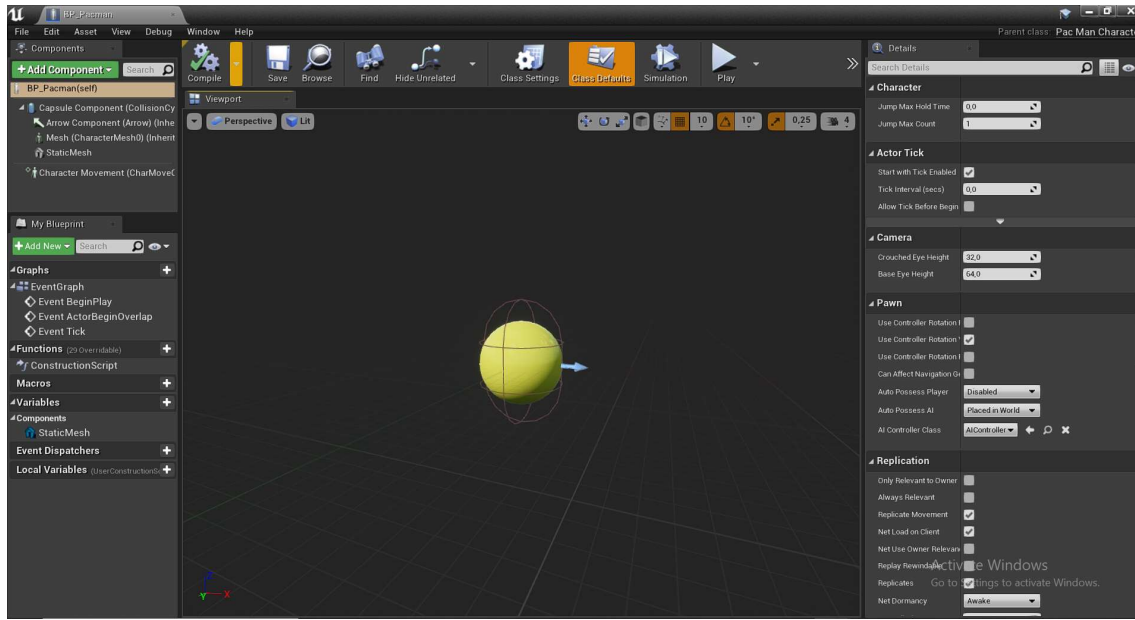 BP_Pacman
File Edit Asset View Debug Window Help
Parent class: Pac Man Charact
Components
+Add Component Search
BP_Pacman(self)
Capsule Component (CollisionCy
Arrow Component (Arrow) (Inhe
Mesh (CharacterMesh0) (Inherit
StaticMesh
Character Movement (CharMoveC
My Blueprint
+Add New Search
Graphs
EventGraph
Event BeginPlay
Event ActorBeginOverlap
Event Tick
Functions (29 Overridable)
ConstructionScript
Macros
Variables
Components
StaticMesh
Event Dispatchers
Local Variables (UserConstructionSc
Compile Save Browse Find Hide Unrelated Class Settings Class Defaults Simulation Play
Viewport
Perspective Lit
10 10° 0,25 4
Z
Y X
Details
Search Details
Character
Jump Max Hold Time 0,0
Jump Max Count 1
Actor Tick
Start with Tick Enabled
Tick Interval (secs) 0,0
Allow Tick Before Begin
Camera
Crouched Eye Height 32,0
Base Eye Height 64,0
Pawn
Use Controller Rotation
Use Controller Rotation
Use Controller Rotation
Can Affect Navigation Ge
Auto Possess Player Disabled
Auto Possess AI Placed in World
AI Controller Class AIController
Replication
Only Relevant to Owner
Always Relevant
Replicate Movement
Net Load on Client
Net Use Owner Relevan
Replay Rewindable
Replicates
Net Dormancy Awake
Activate Windows
Go to Settings to activate Windows.